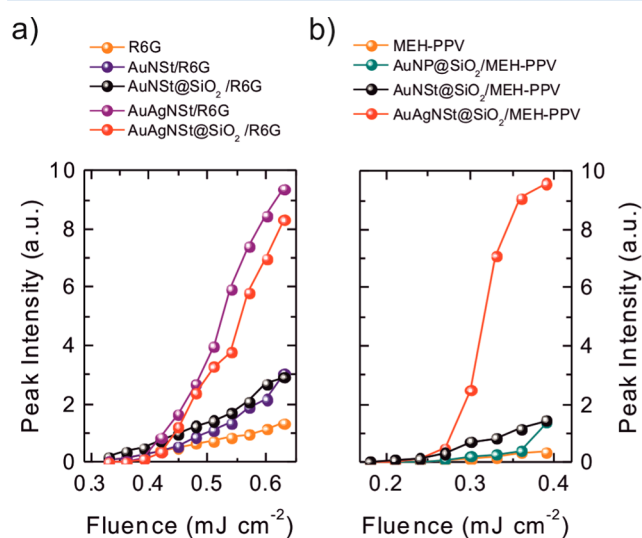 a)
R6G
AuNSt/R6G
AuNSt@SiO₂ /R6G
AuAgNSt/R6G
AuAgNSt@SiO₂ /R6G
10
8
6
4
2
0
Peak Intensity (a.u.)
0.3 0.4 0.5 0.6
Fluence (mJ cm⁻²)
b)
MEH-PPV
AuNP@SiO₂/MEH-PPV
AuNSt@SiO₂/MEH-PPV
AuAgNSt@SiO₂/MEH-PPV
10
8
6
4
2
0
Peak Intensity (a.u.)
0.2 0.3 0.4
Fluence (mJ cm⁻²)